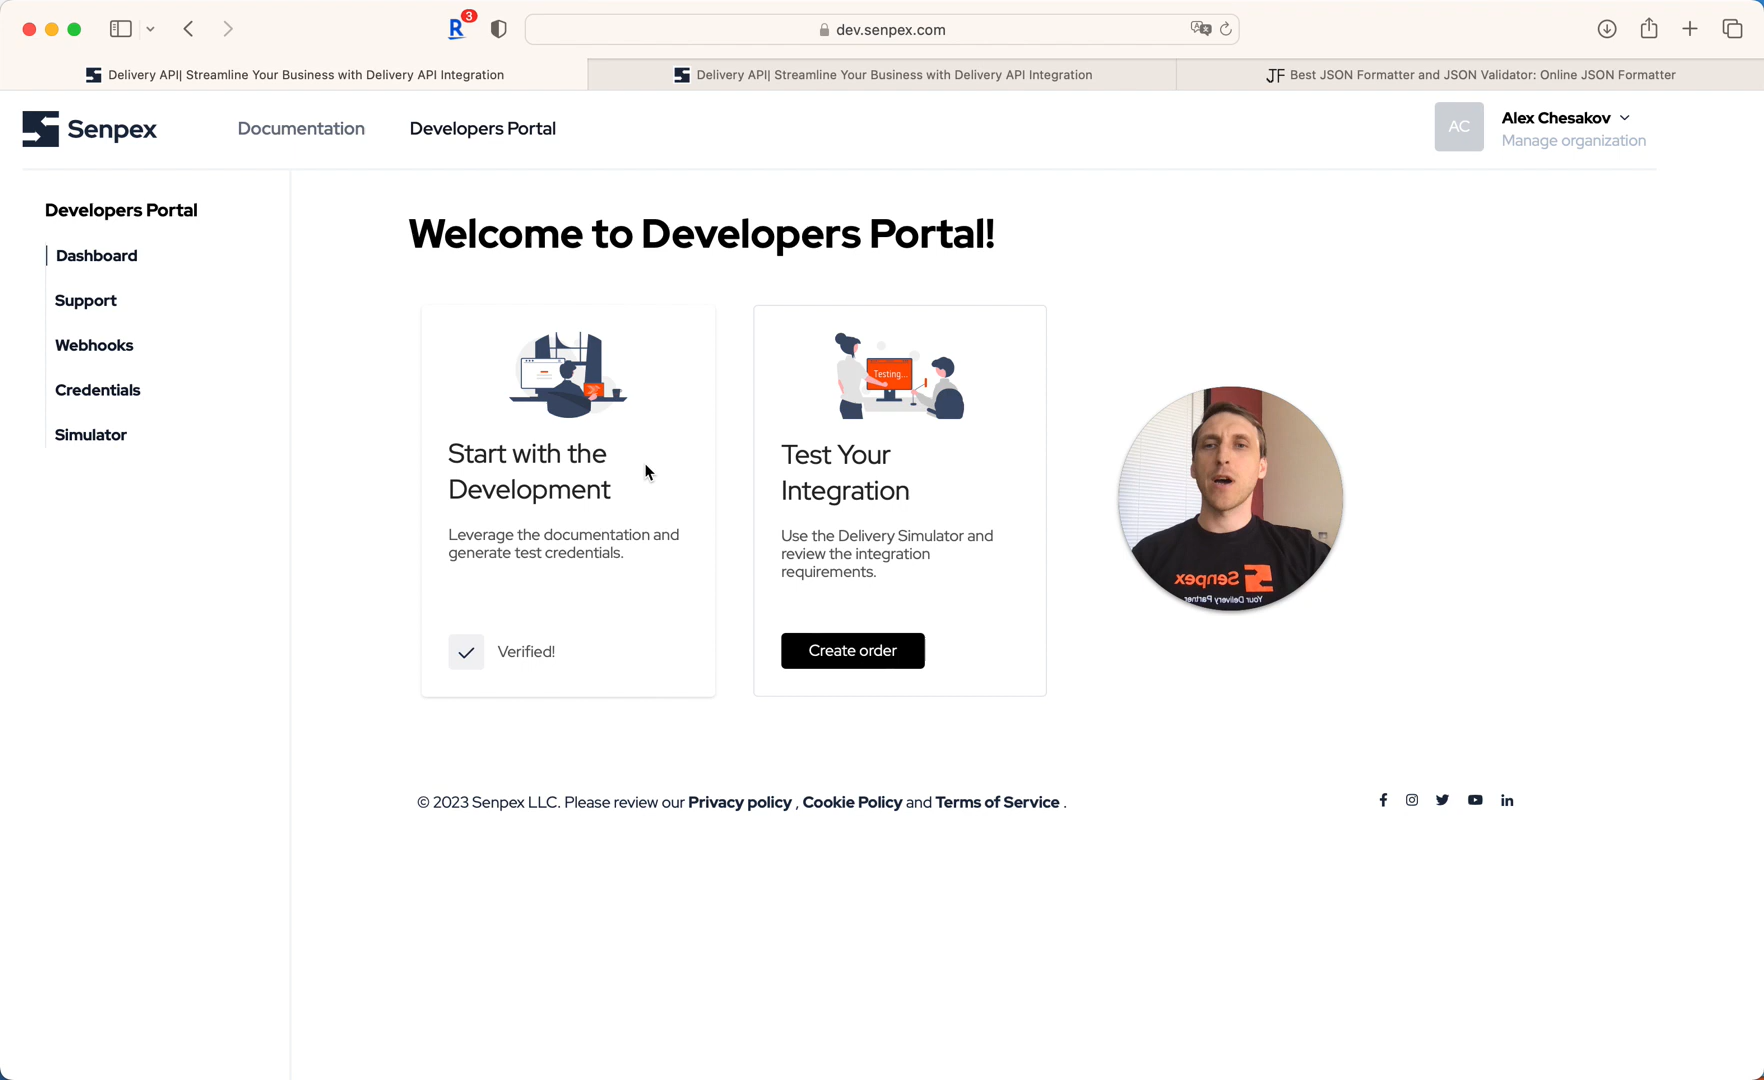 3
dev.senpex.com
Delivery API| Streamline Your Business with Delivery API Integration
Delivery API| Streamline Your Business with Delivery API Integration
JF Best JSON Formatter and JSON Validator: Online JSON Formatter
Senpex
Documentation
Developers Portal
AC
Alex Chesakov
Manage organization
Developers Portal
Dashboard
Support
Webhooks
Credentials
Simulator
Welcome to Developers Portal!
Start with the
Development
Leverage the documentation and
generate test credentials.
Verified!
Testing...
Test Your
Integration
Use the Delivery Simulator and
review the integration
requirements.
Create order
Senpex
Your Delivery Partner
© 2023 Senpex LLC. Please review our Privacy policy , Cookie Policy and Terms of Service .